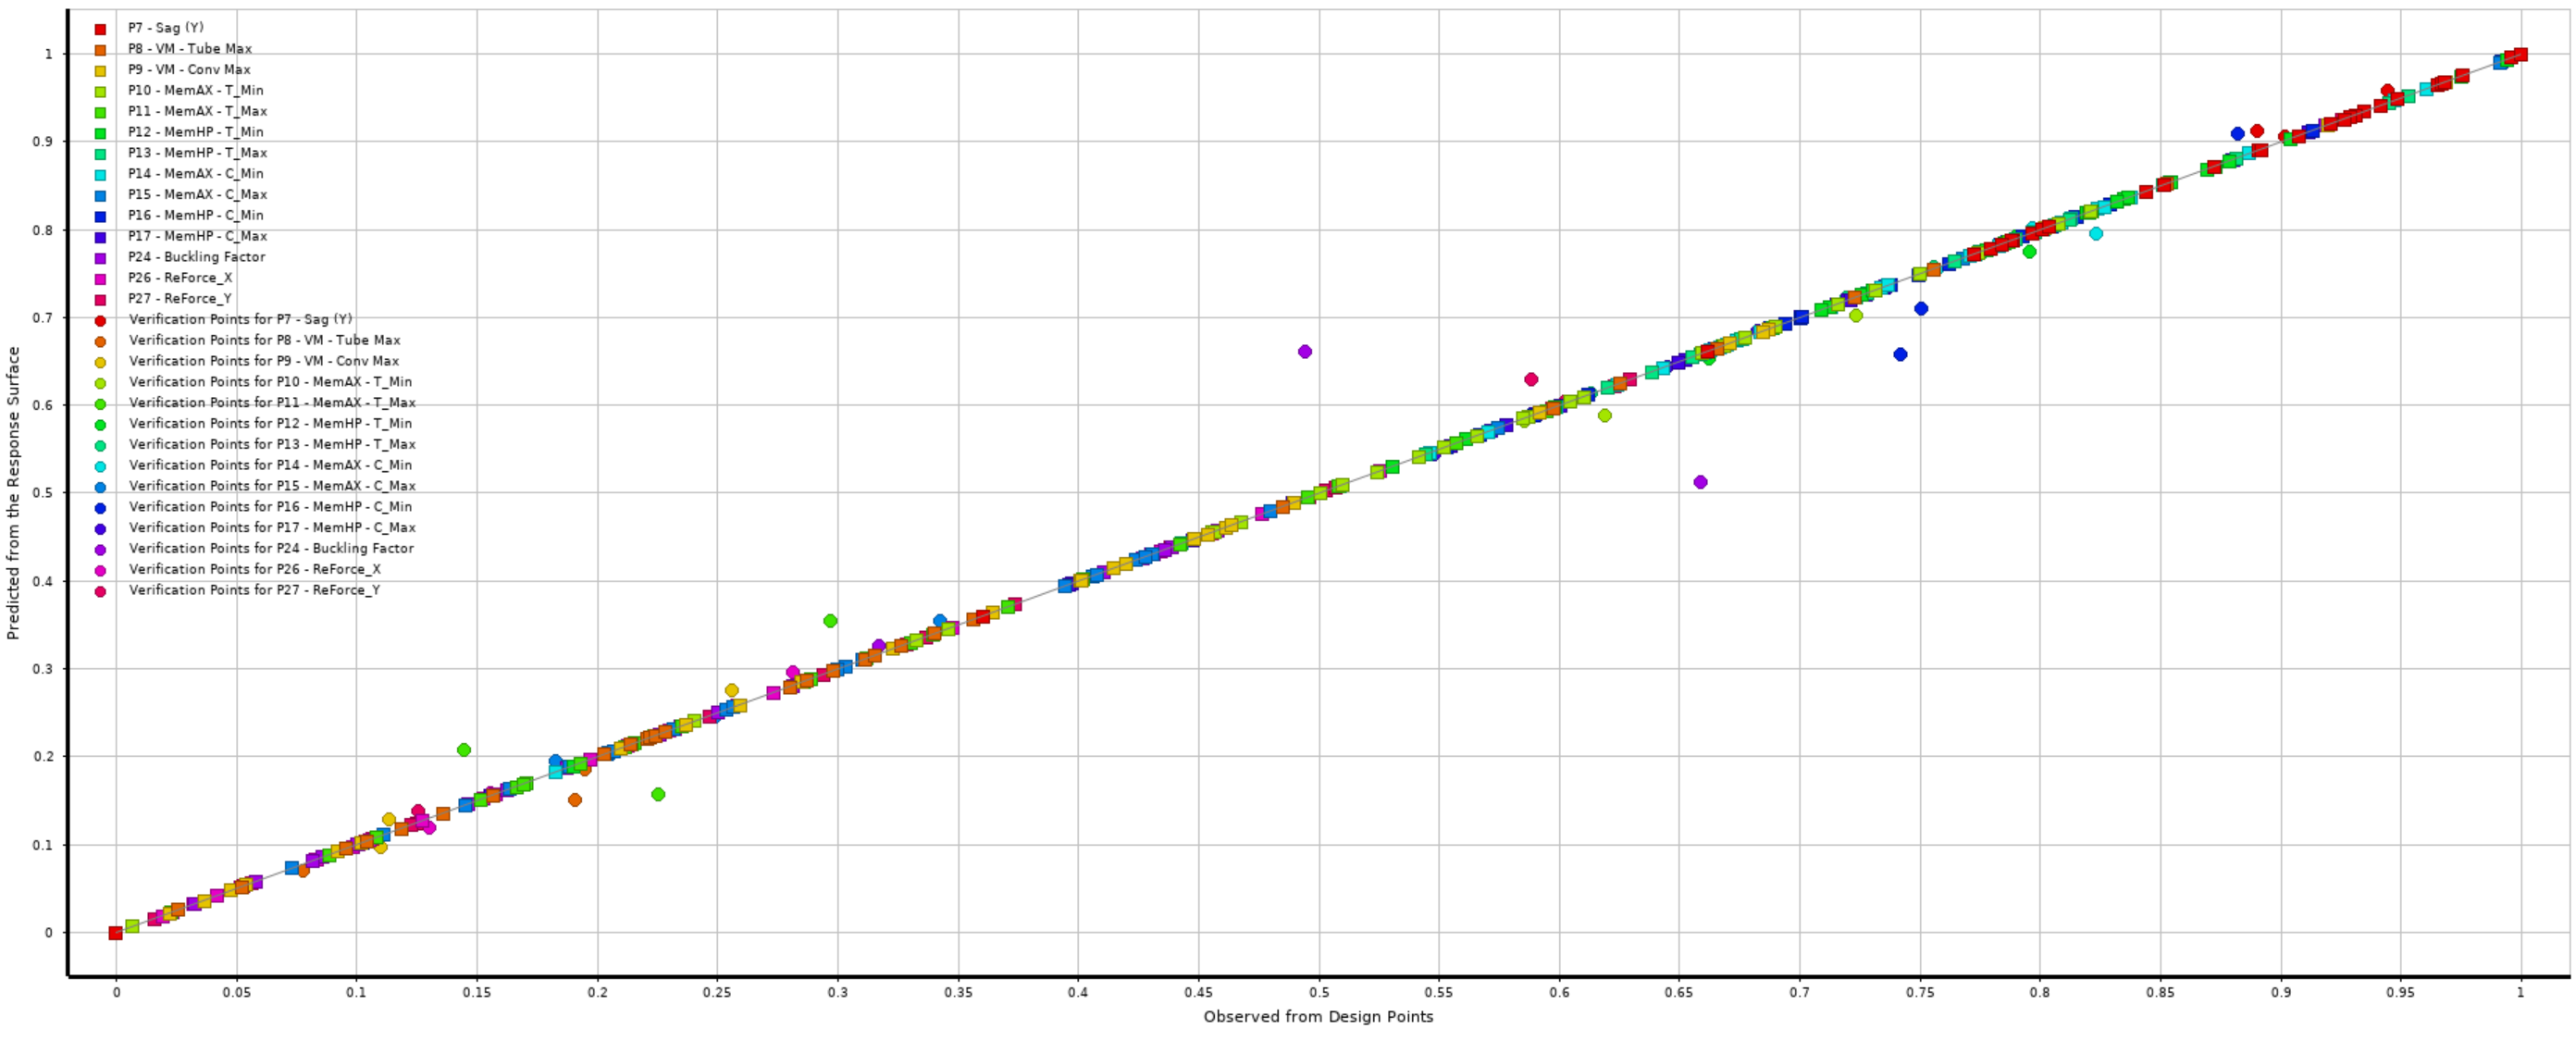 P7 - Sag (Y)
P8 - VM - Tube Max
P9 - VM - Conv Max
P10 - MemAX - T_Min
P11 - MemAX - T_Max
P12 - MemHP - T_Min
P13 - MemHP - T_Max
P14 - MemAX - C_Min
P15 - MemAX - C_Max
P16 - MemHP - C_Min
P17 - MemHP - C_Max
P24 - Buckling Factor
P26 - ReForce_X
P27 - ReForce_Y
Verification Points for P7 - Sag (Y)
Verification Points for P8 - VM - Tube Max
Verification Points for P9 - VM - Conv Max
Verification Points for P10 - MemAX - T_Min
Verification Points for P11 - MemAX - T_Max
Verification Points for P12 - MemHP - T_Min
Verification Points for P13 - MemHP - T_Max
Verification Points for P14 - MemAX - C_Min
Verification Points for P15 - MemAX - C_Max
Verification Points for P16 - MemHP - C_Min
Verification Points for P17 - MemHP - C_Max
Verification Points for P24 - Buckling Factor
Verification Points for P26 - ReForce_X
Verification Points for P27 - ReForce_Y
Predicted from the Response Surface
1
0.9
0.8
0.7
0.6
0.5
0.4
0.3
0.2
0.1
0
0 0.05 0.1 0.15 0.2 0.25 0.3 0.35 0.4 0.45 0.5 0.55 0.6 0.65 0.7 0.75 0.8 0.85 0.9 0.95 1
Observed from Design Points